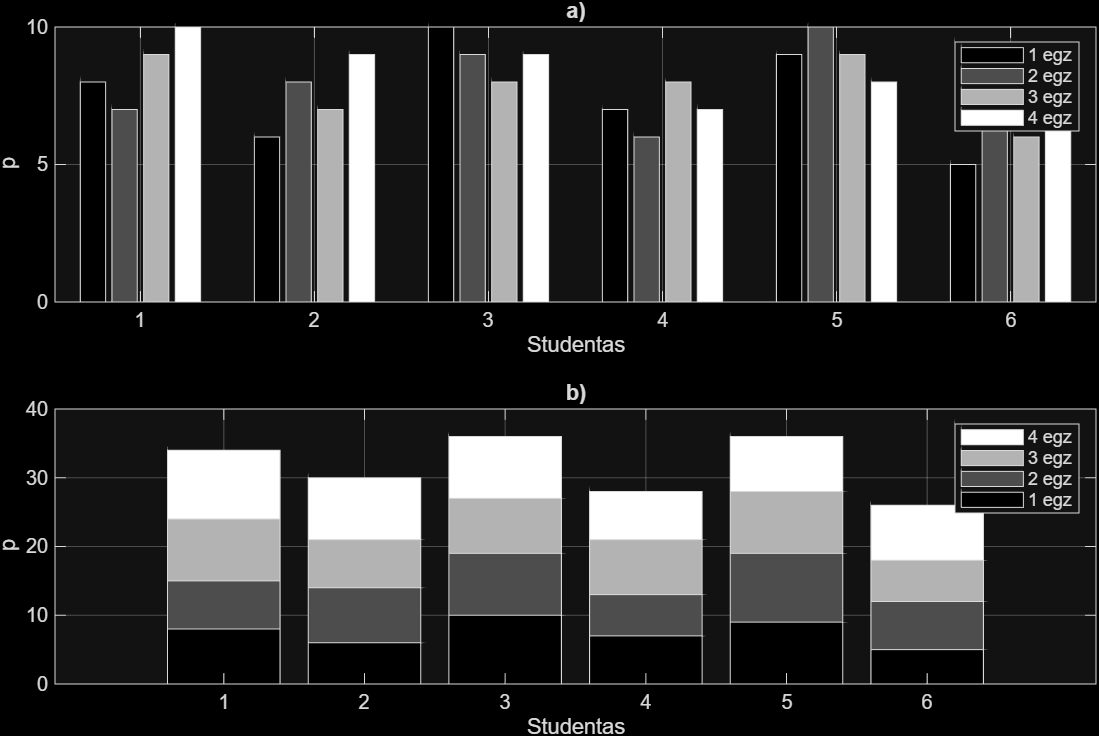 a)
10
5
0
p
1 egz
2 egz
3 egz
4 egz
1 2 3 4 5 6
Studentas
b)
40
30
20
10
0
p
4 egz
3 egz
2 egz
1 egz
1 2 3 4 5 6
Studentas